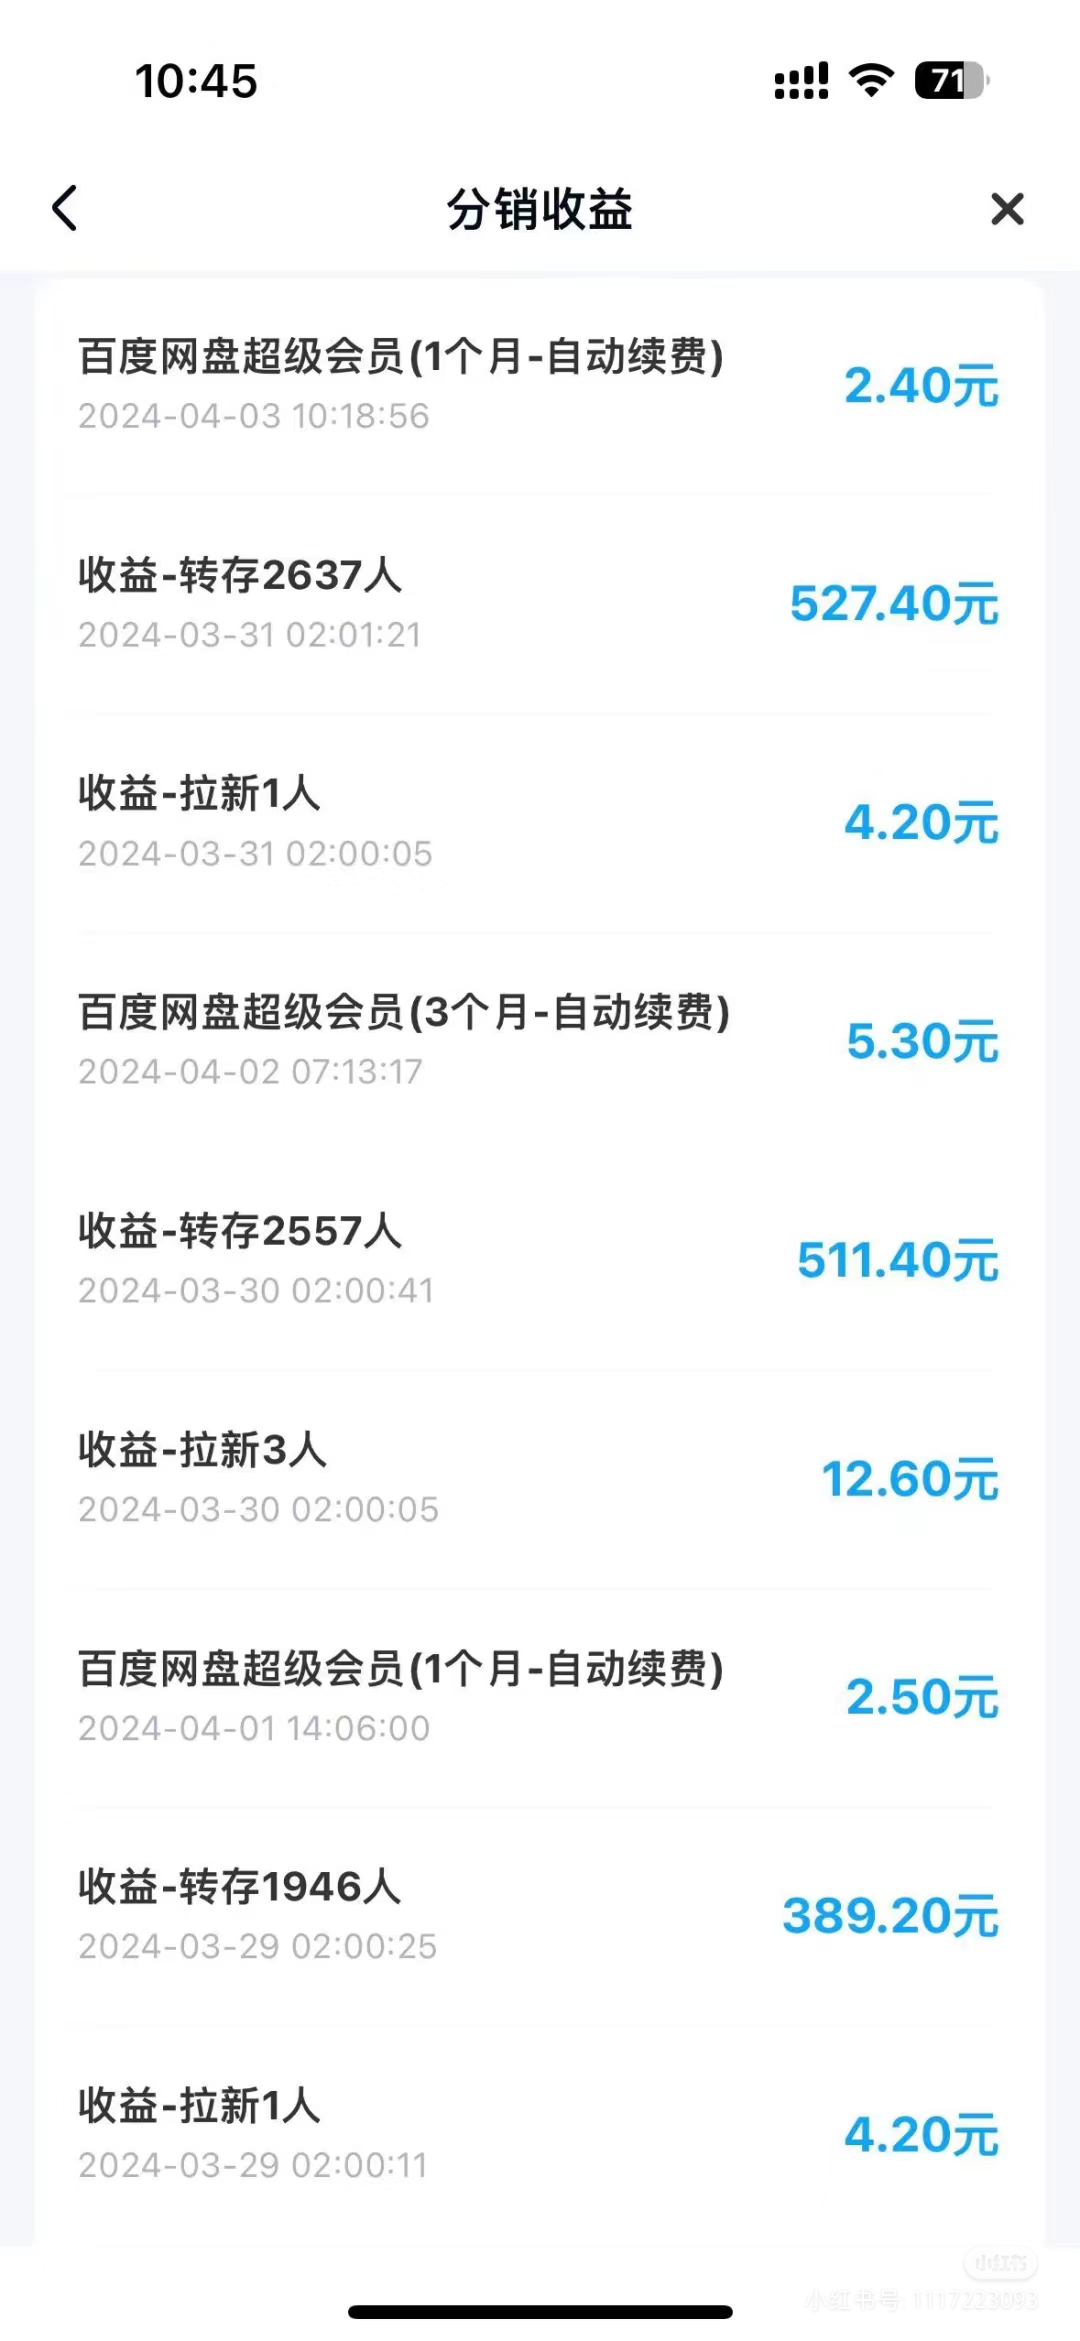 10:45
71
分销收益
百度网盘超级会员(1个月-自动续费)
2.40元
2024-04-03 10:18:56
收益-转存2637人
527.40元
2024-03-31 02:01:21
收益-拉新1人
4.20元
2024-03-31 02:00:05
百度网盘超级会员(3个月-自动续费)
5.30元
2024-04-02 07:13:17
收益-转存2557人
511.40元
2024-03-30 02:00:41
收益-拉新3人
12.60元
2024-03-30 02:00:05
百度网盘超级会员(1个月-自动续费)
2.50元
2024-04-01 14:06:00
收益-转存1946人
389.20元
2024-03-29 02:00:25
收益-拉新1人
4.20元
2024-03-29 02:00:11
小红书
小红书号: 1117223093